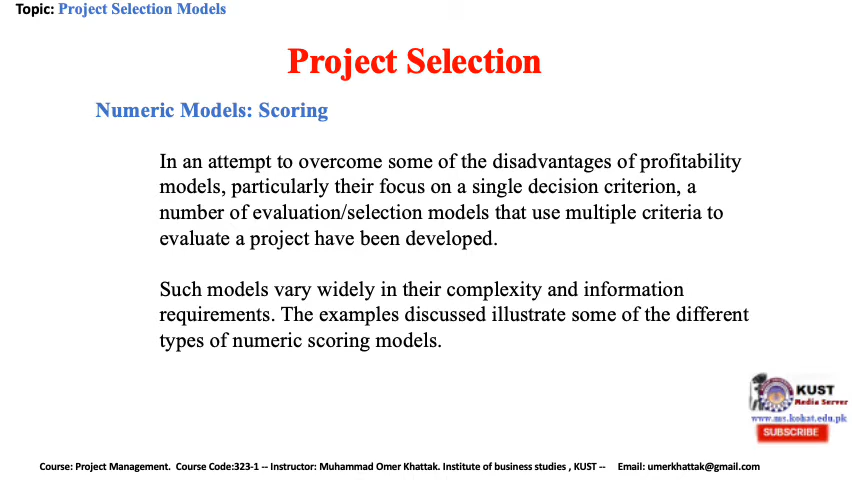 Topic: Project Selection Models
Project Selection
Numeric Models: Scoring
In an attempt to overcome some of the disadvantages of profitability
models, particularly their focus on a single decision criterion, a
number of evaluation/selection models that use multiple criteria to
evaluate a project have been developed.
Such models vary widely in their complexity and information
requirements. The examples discussed illustrate some of the different
types of numeric scoring models.
KUST
Media Server
www.ms.kohat.edu.pk
SUBSCRIBE
Course: Project Management. Course Code:323-1 -- Instructor: Muhammad Omer Khattak. Institute of business studies , KUST -- Email: umerkhattak@gmail.com